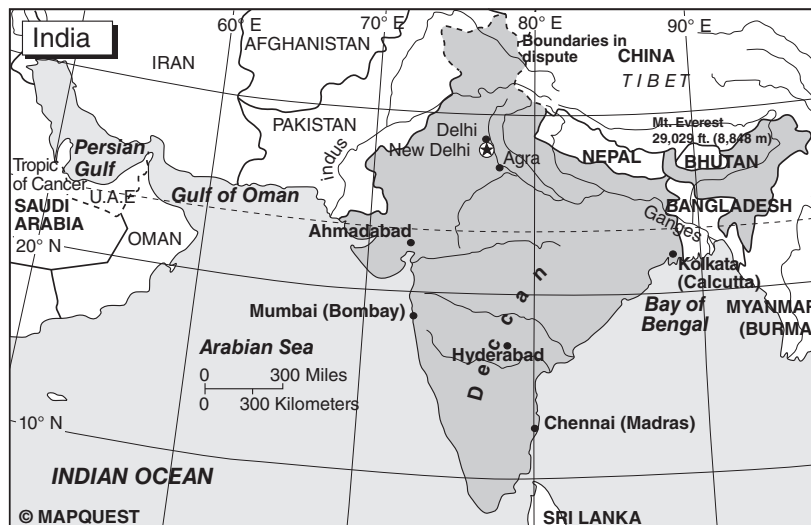 India
60° E
70° E
80° E
90° E
AFGHANISTAN
Boundaries in
dispute
CHINA
TIBET
IRAN
PAKISTAN
Indus
Delhi
New Delhi
Agra
Mt. Everest
29,029 ft. (8,848 m)
NEPAL
BHUTAN
Persian
Gulf
Tropic
of Cancer
U.A.E
SAUDI
ARABIA
Gulf of Oman
OMAN
20° N
BANGLADESH
Ganges
Ahmadabad
Kolkata
(Calcutta)
Mumbai (Bombay)
Deccan
Bay of
Bengal
MYANMAR
(BURMA
Arabian Sea
Hyderabad
0 300 Miles
0 300 Kilometers
10° N
Chennai (Madras)
INDIAN OCEAN
© MAPQUEST
SRI LANKA